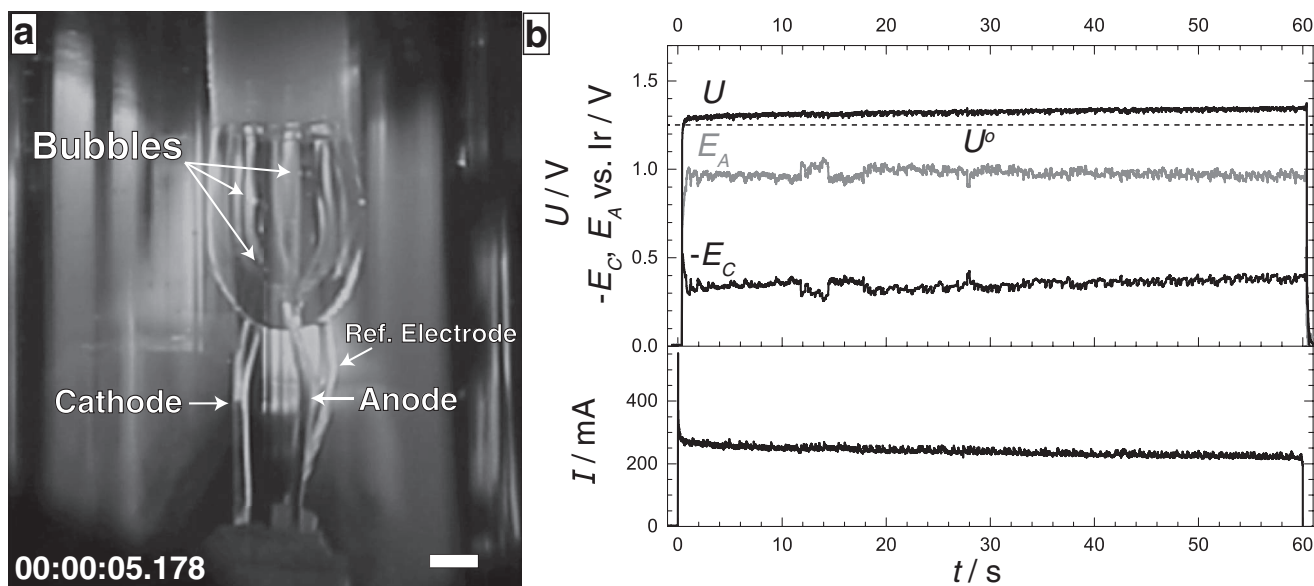 a
Bubbles
Ref. Electrode
Cathode
Anode
00:00:05.178
b
0 10 20 30 40 50 60
U / V
-E_C, E_A vs. Ir / V
1.5
1.0
0.5
0.0
U
U^o
E_A
-E_C
I / mA
400
200
0
0 10 20 30 40 50 60
t / s